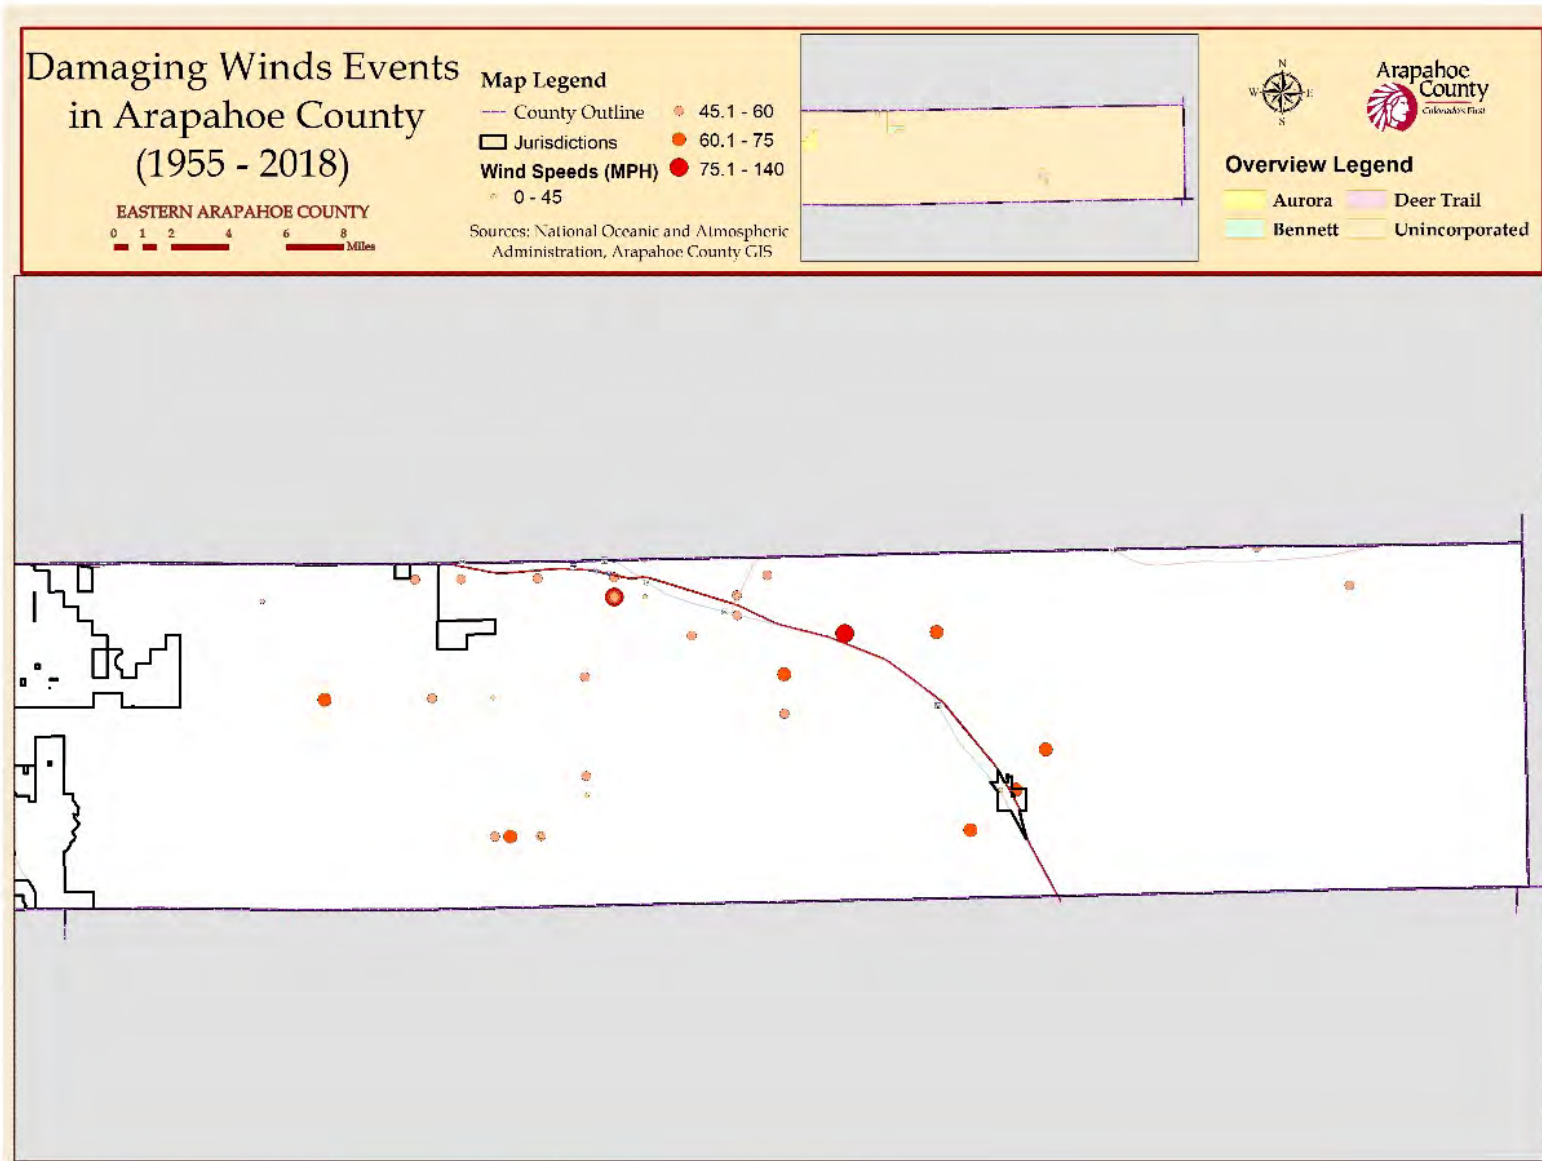 Damaging Winds Events
in Arapahoe County
(1955 - 2018)
EASTERN ARAPAHOE COUNTY
0 1 2 4 6 8
Miles
Map Legend
County Outline
Jurisdictions
Wind Speeds (MPH)
0 - 45
45.1 - 60
60.1 - 75
75.1 - 140
Sources: National Oceanic and Atmospheric
Administration, Arapahoe County GIS
N
W E
S
Arapahoe
County
Colorado's First
Overview Legend
Aurora
Bennett
Deer Trail
Unincorporated